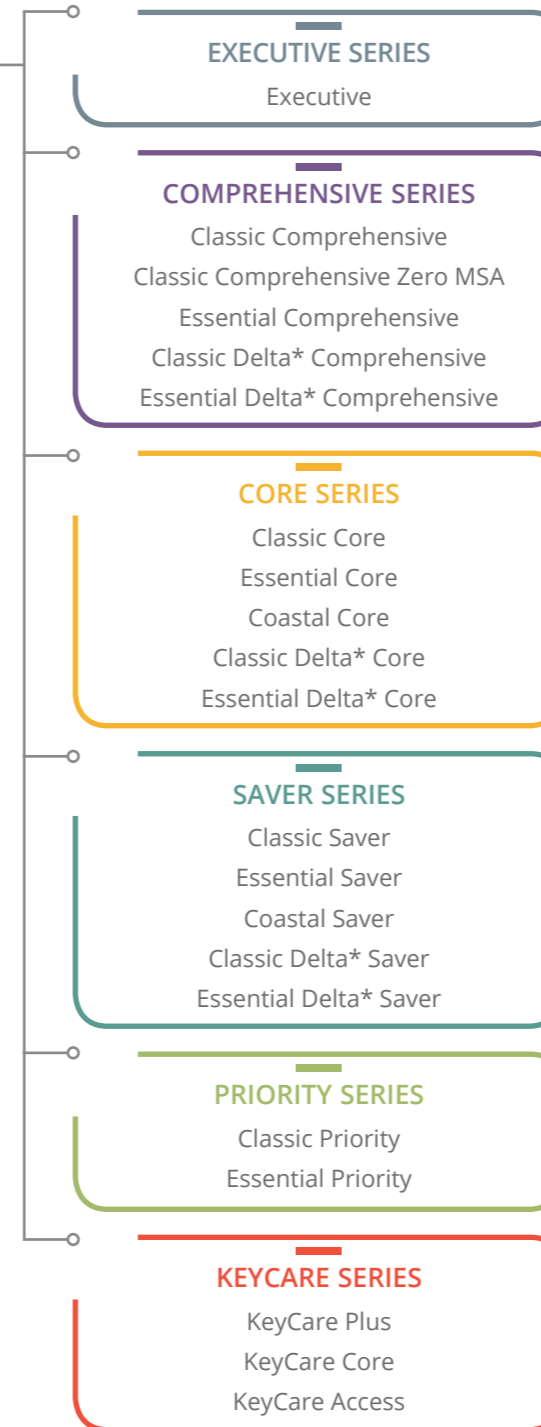 EXECUTIVE SERIES
Executive
COMPREHENSIVE SERIES
Classic Comprehensive
Classic Comprehensive Zero MSA
Essential Comprehensive
Classic Delta* Comprehensive
Essential Delta* Comprehensive
CORE SERIES
Classic Core
Essential Core
Coastal Core
Classic Delta* Core
Essential Delta* Core
SAVER SERIES
Classic Saver
Essential Saver
Coastal Saver
Classic Delta* Saver
Essential Delta* Saver
PRIORITY SERIES
Classic Priority
Essential Priority
KEYCARE SERIES
KeyCare Plus
KeyCare Core
KeyCare Access